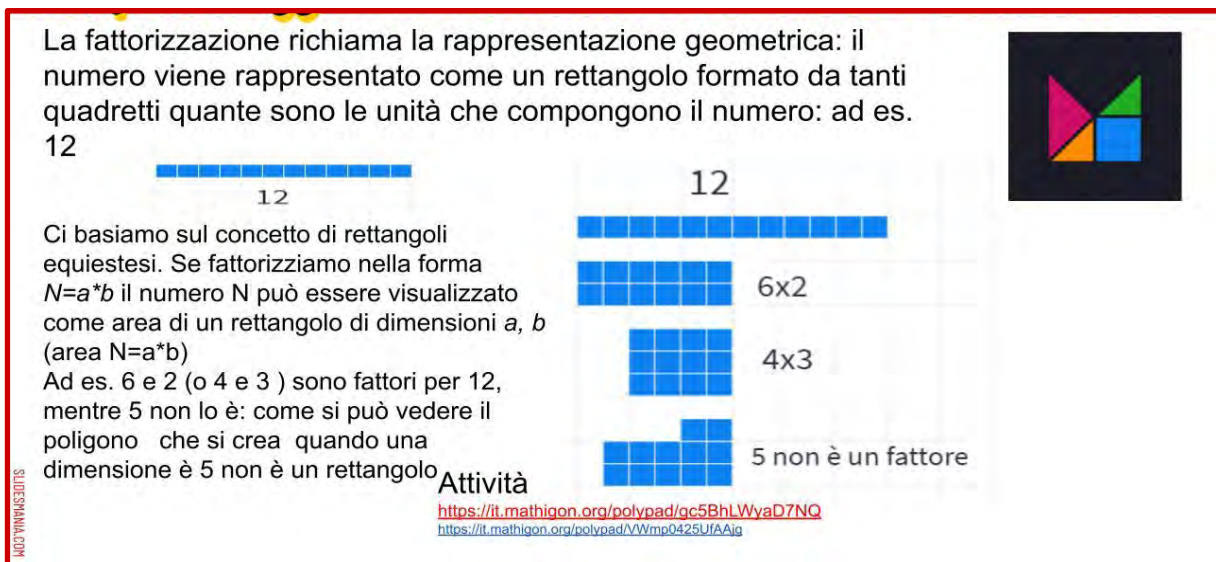 La fattorizzazione richiama la rappresentazione geometrica: il
numero viene rappresentato come un rettangolo formato da tanti
quadretti quante sono le unità che compongono il numero: ad es.
12
12
Ci basiamo sul concetto di rettangoli
equiestesi. Se fattorizziamo nella forma
N=a*b il numero N può essere visualizzato
come area di un rettangolo di dimensioni a, b
(area N=a*b)
Ad es. 6 e 2 (o 4 e 3 ) sono fattori per 12,
mentre 5 non lo è: come si può vedere il
poligono che si crea quando una
dimensione è 5 non è un rettangolo
12
6x2
4x3
5 non è un fattore
Attività
https://it.mathigon.org/polypad/gc5BhLWyaD7NQ
https://it.mathigon.org/polypad/VWmp0425UfAAjg
SLIDESMANIA.COM